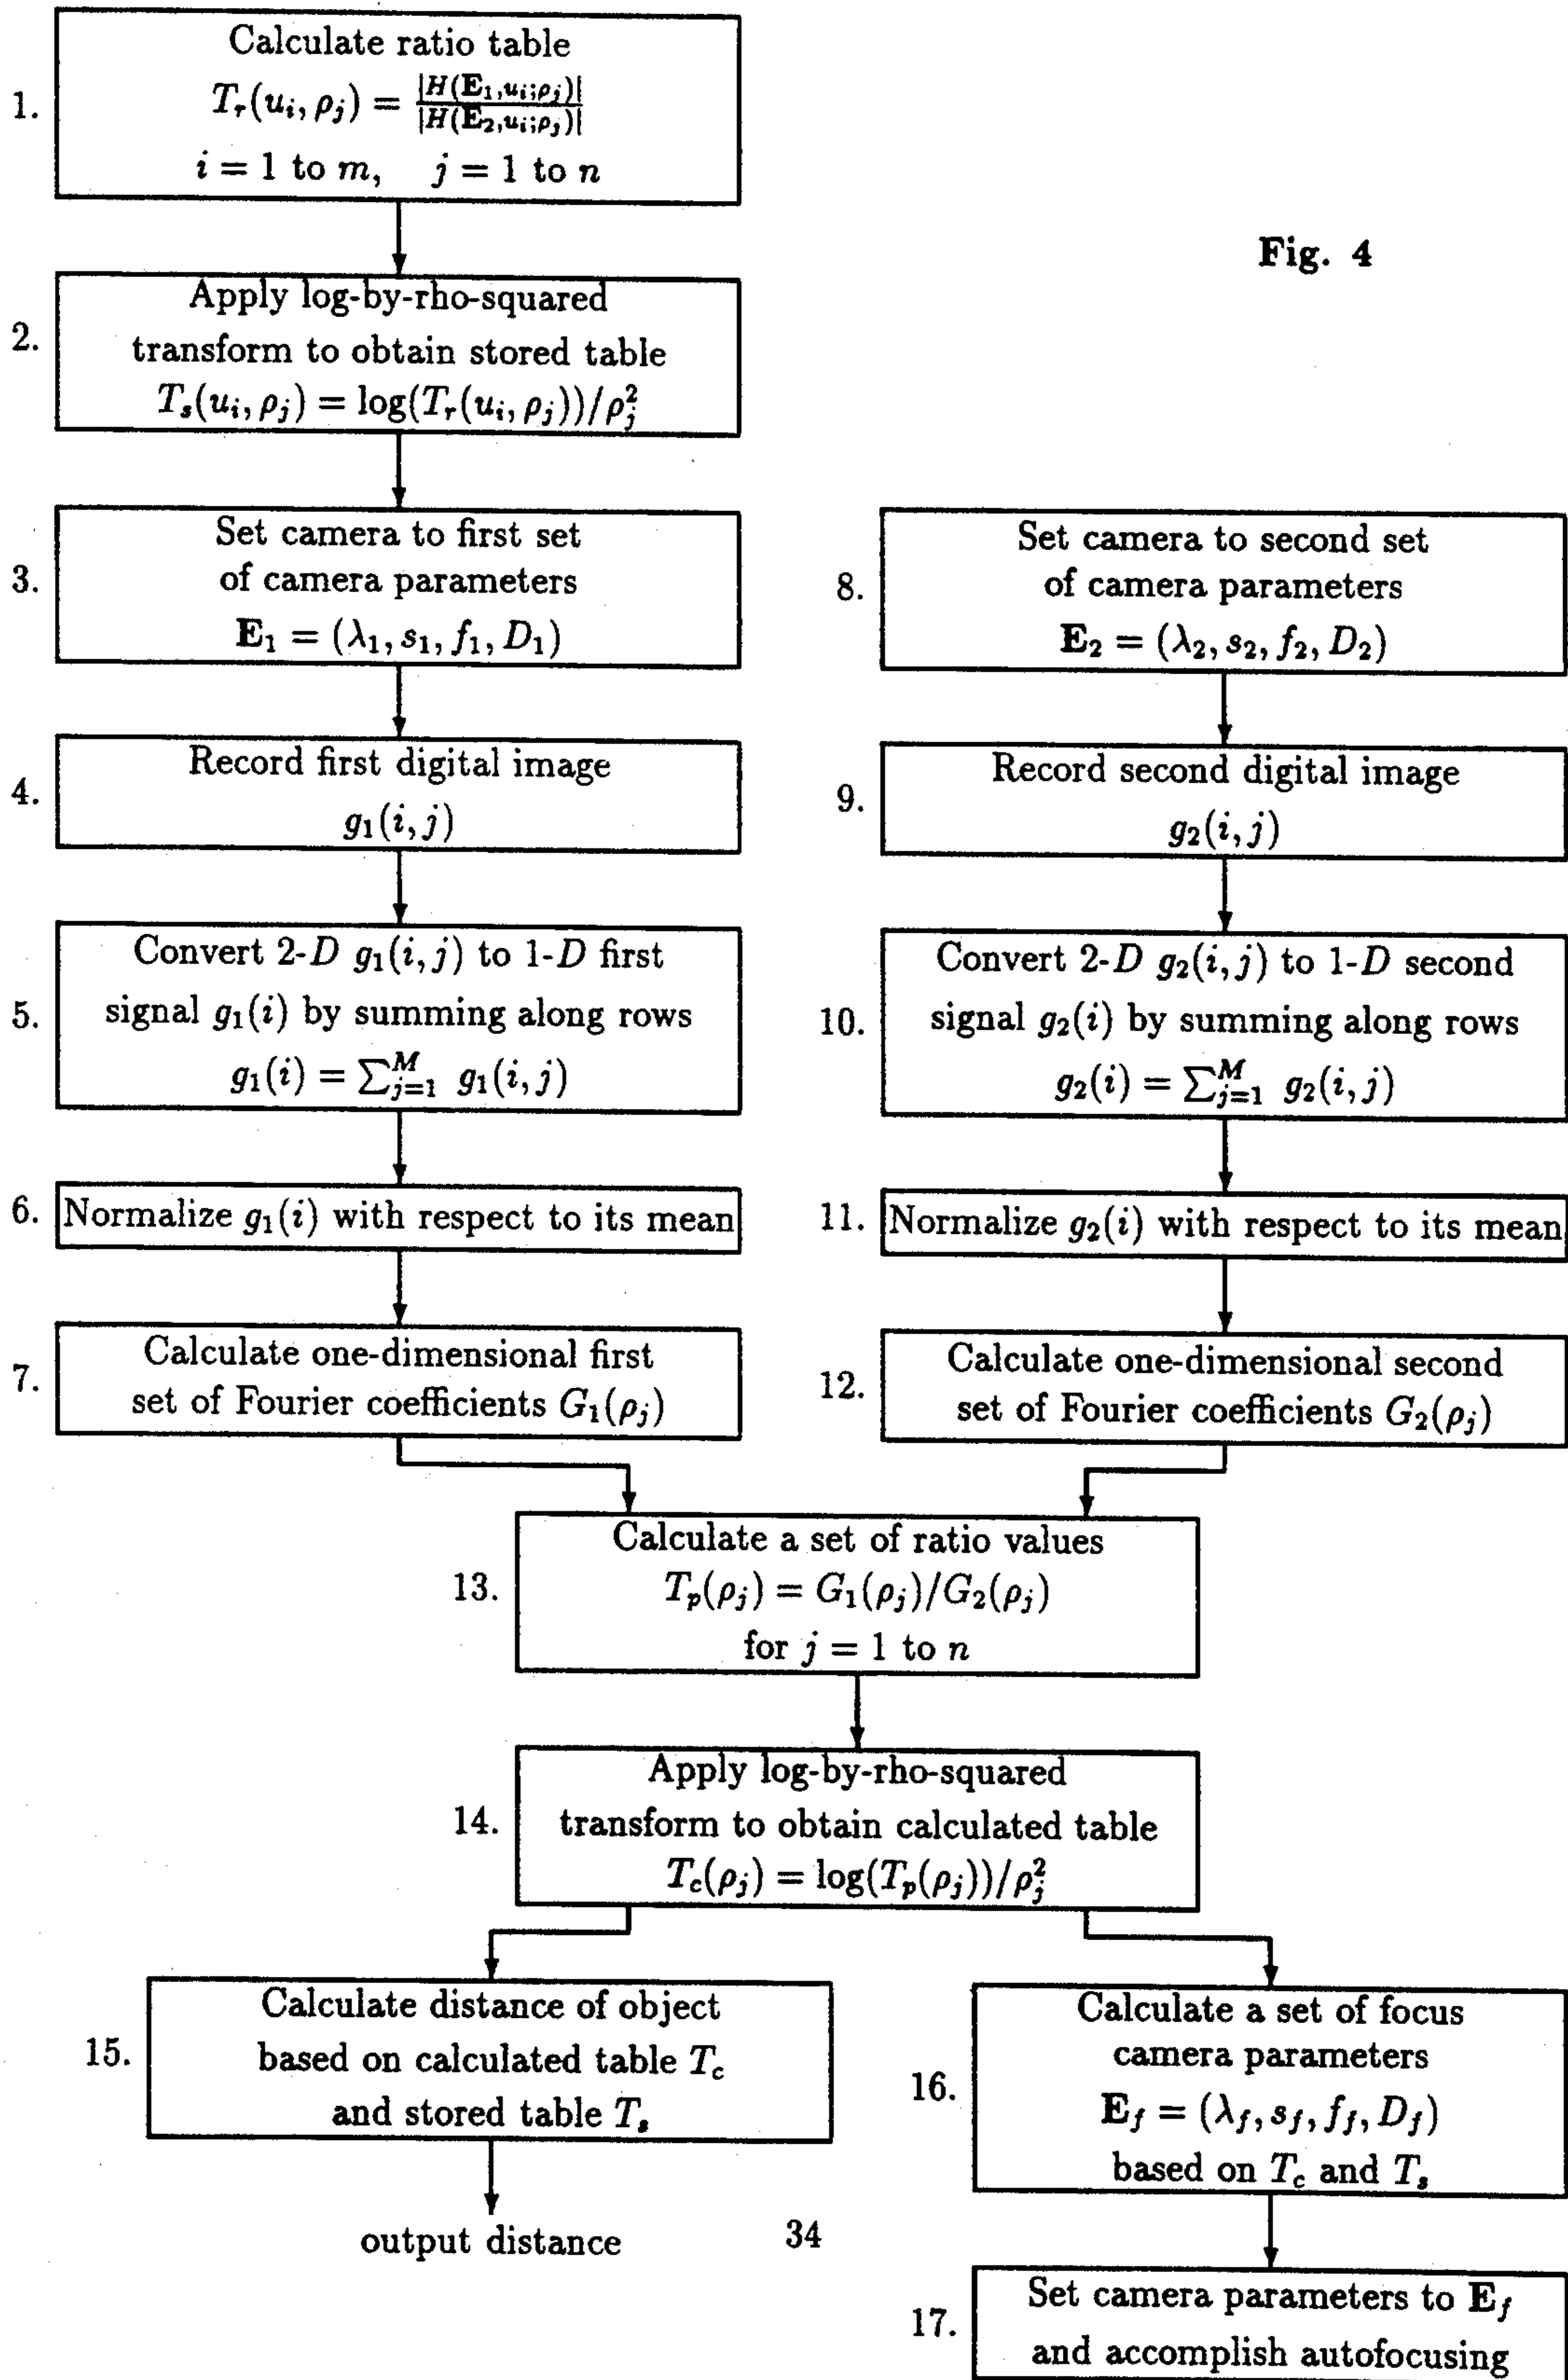 Fig. 4
1.
Calculate ratio table
T_r(u_i, ρ_j) = |H(E_1,u_i;ρ_j)| / |H(E_2,u_i;ρ_j)|
i = 1 to m, j = 1 to n
2.
Apply log-by-rho-squared
transform to obtain stored table
T_s(u_i, ρ_j) = log(T_r(u_i, ρ_j))/ρ_j^2
3.
Set camera to first set
of camera parameters
E_1 = (λ_1, s_1, f_1, D_1)
4.
Record first digital image
g_1(i, j)
5.
Convert 2-D g_1(i, j) to 1-D first
signal g_1(i) by summing along rows
g_1(i) = ∑_{j=1}^{M} g_1(i, j)
6.
Normalize g_1(i) with respect to its mean
7.
Calculate one-dimensional first
set of Fourier coefficients G_1(ρ_j)
8.
Set camera to second set
of camera parameters
E_2 = (λ_2, s_2, f_2, D_2)
9.
Record second digital image
g_2(i, j)
10.
Convert 2-D g_2(i, j) to 1-D second
signal g_2(i) by summing along rows
g_2(i) = ∑_{j=1}^{M} g_2(i, j)
11.
Normalize g_2(i) with respect to its mean
12.
Calculate one-dimensional second
set of Fourier coefficients G_2(ρ_j)
13.
Calculate a set of ratio values
T_p(ρ_j) = G_1(ρ_j)/G_2(ρ_j)
for j = 1 to n
14.
Apply log-by-rho-squared
transform to obtain calculated table
T_c(ρ_j) = log(T_p(ρ_j))/ρ_j^2
15.
Calculate distance of object
based on calculated table T_c
and stored table T_s
output distance
16.
Calculate a set of focus
camera parameters
E_f = (λ_f, s_f, f_f, D_f)
based on T_c and T_s
17.
Set camera parameters to E_f
and accomplish autofocusing
34